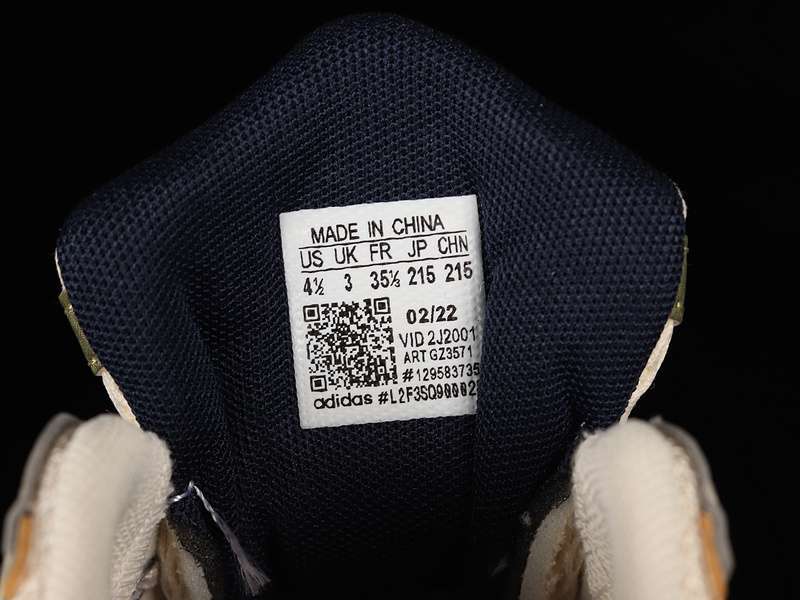 MADE IN CHINA
US UK FR JP CHN
4½ 3 35⅓ 215 215
02/22
VID 2J2001
ART GZ3571
#129583735
adidas #L2F3SQ90002